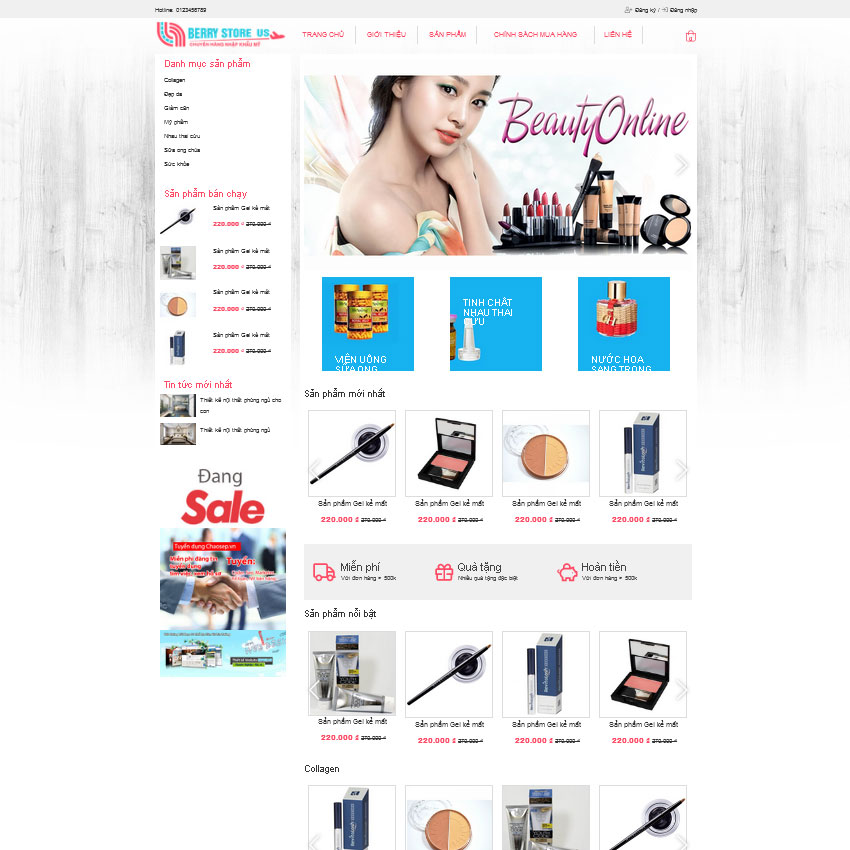 Hotline: 0123456789
Đăng ký / Đăng nhập
BERRY STORE US
CHUYÊN HÀNG NHẬP KHẨU MỸ
TRANG CHỦ
GIỚI THIỆU
SẢN PHẨM
CHÍNH SÁCH MUA HÀNG
LIÊN HỆ
Danh mục sản phẩm
Collagen
Đẹp da
Giảm cân
Mỹ phẩm
Nhau thai cừu
Sữa ong chúa
Sức khỏe
Sản phẩm bán chạy
Sản phẩm Gel kẻ mắt
220.000 ₫ 270.000 ₫
Sản phẩm Gel kẻ mắt
220.000 ₫ 270.000 ₫
Sản phẩm Gel kẻ mắt
220.000 ₫ 270.000 ₫
Sản phẩm Gel kẻ mắt
220.000 ₫ 270.000 ₫
Tin tức mới nhất
Thiết kế nội thất phòng ngủ cho
con
Thiết kế nội thất phòng ngủ
Đang
Sale
Tuyển dụng Chaosep.vn
Miễn phí đăng tin
tuyển dụng
Tuyển:
BeautyOnline
VIÊN UỐNG
SỮA ONG
TINH CHẤT
NHAU THAI
CỪU
NƯỚC HOA
SANG TRỌNG
Sản phẩm mới nhất
Sản phẩm Gel kẻ mắt
220.000 ₫ 270.000 ₫
Sản phẩm Gel kẻ mắt
220.000 ₫ 270.000 ₫
Sản phẩm Gel kẻ mắt
220.000 ₫ 270.000 ₫
Sản phẩm Gel kẻ mắt
220.000 ₫ 270.000 ₫
Miễn phí
Với đơn hàng > 500k
Quà tặng
Nhiều quà tặng đặc biệt
Hoàn tiền
Với đơn hàng > 500k
Sản phẩm nổi bật
Sản phẩm Gel kẻ mắt
220.000 ₫ 270.000 ₫
Sản phẩm Gel kẻ mắt
220.000 ₫ 270.000 ₫
Sản phẩm Gel kẻ mắt
220.000 ₫ 270.000 ₫
Sản phẩm Gel kẻ mắt
220.000 ₫ 270.000 ₫
Collagen